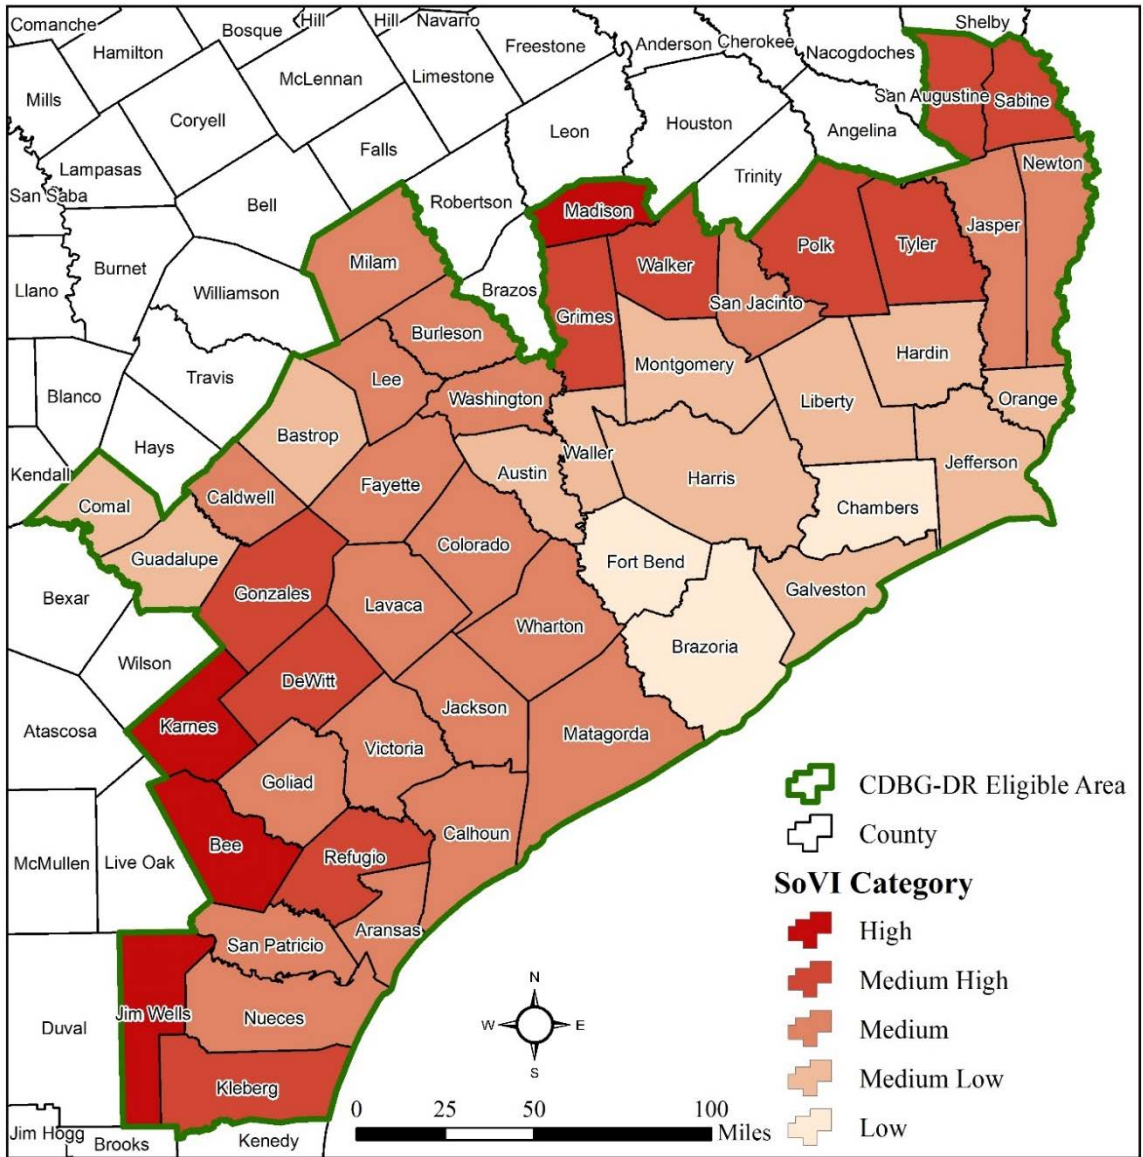 Comanche
Hill
Hill
Navarro
Shelby
Bosque
Hamilton
Freestone
Anderson
Cherokee
Nacogdoches
McLennan
Limestone
Mills
San Augustine
Sabine
Coryell
Leon
Houston
Angelina
Falls
Lampasas
Newton
Trinity
San Saba
Bell
Robertson
Madison
Jasper
Polk
Tyler
Milam
Walker
Burnet
Llano
Williamson
Brazos
San Jacinto
Grimes
Burleson
Hardin
Montgomery
Travis
Lee
Blanco
Washington
Liberty
Orange
Bastrop
Hays
Waller
Jefferson
Kendall
Austin
Harris
Fayette
Caldwell
Comal
Chambers
Colorado
Guadalupe
Fort Bend
Galveston
Gonzales
Bexar
Lavaca
Wharton
Brazoria
Wilson
DeWitt
Jackson
Karnes
Atascosa
Matagorda
Victoria
Goliad
CDBG-DR Eligible Area
Calhoun
County
Bee
Refugio
McMullen
Live Oak
SoVI Category
Aransas
High
San Patricio
N
Medium High
Jim Wells
Nueces
W
E
Duval
Medium
S
Kleberg
Medium Low
0
25
50
100
Miles
Low
Jim Hogg
Brooks
Kenedy